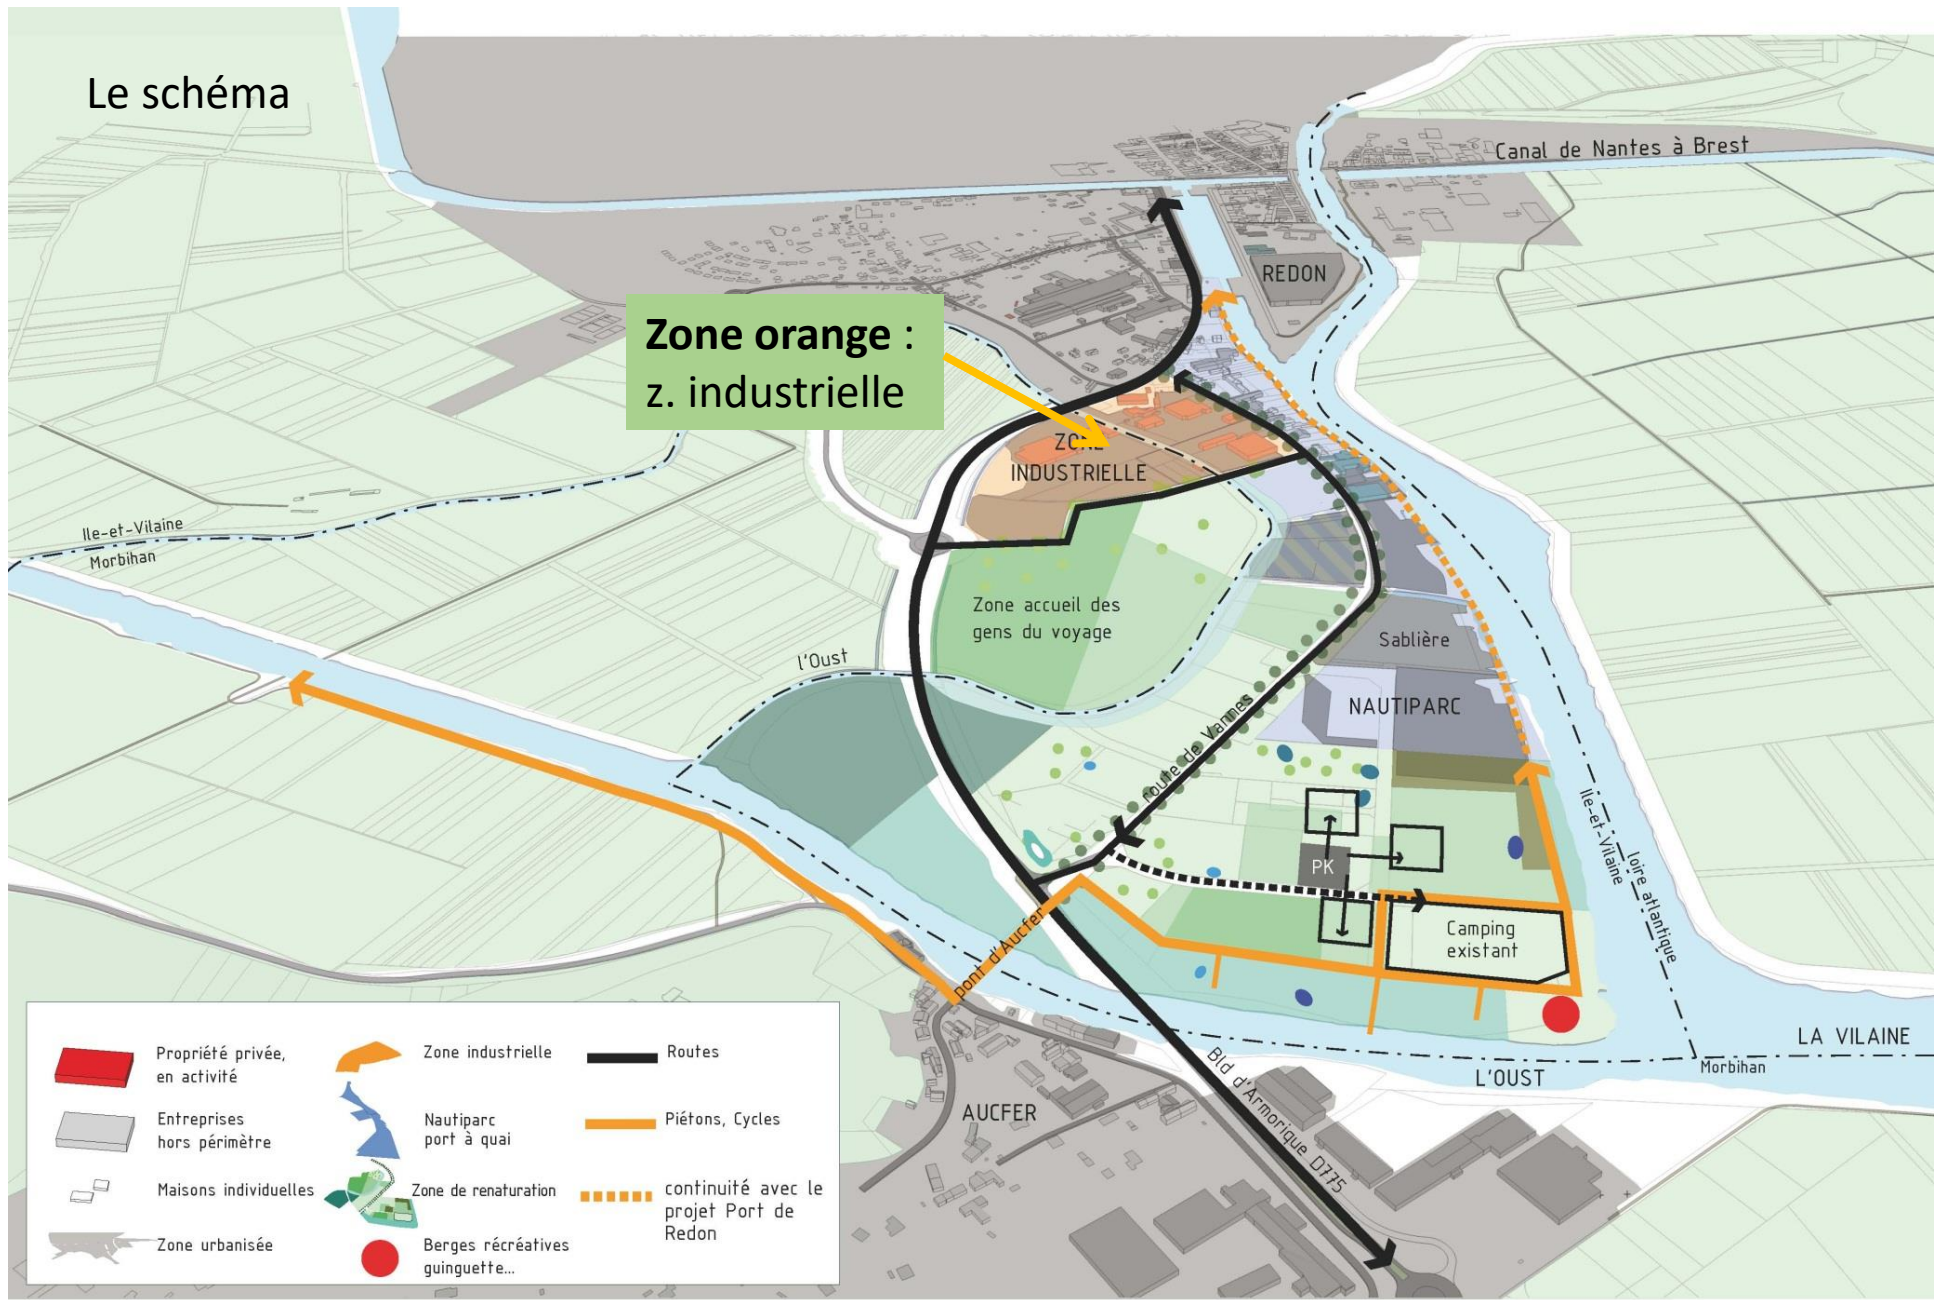 Le schéma
Canal de Nantes à Brest
REDON
Zone orange :
z. industrielle
ZONE
INDUSTRIELLE
Ile-et-Vilaine
Morbihan
Zone accueil des
gens du voyage
l'Oust
Sablière
NAUTIPARC
route de Vannes
Ile-et-Vilaine
loire atlantique
PK
Camping
existant
pont d'Aucfer
LA VILAINE
Morbihan
L'OUST
Bld d'Armorique D775
AUCFER
Propriété privée,
en activité
Zone industrielle
Routes
Entreprises
hors périmètre
Nautiparc
port à quai
Piétons, Cycles
Maisons individuelles
Zone de renaturation
continuité avec le
projet Port de
Redon
Zone urbanisée
Berges récréatives
guinguette...